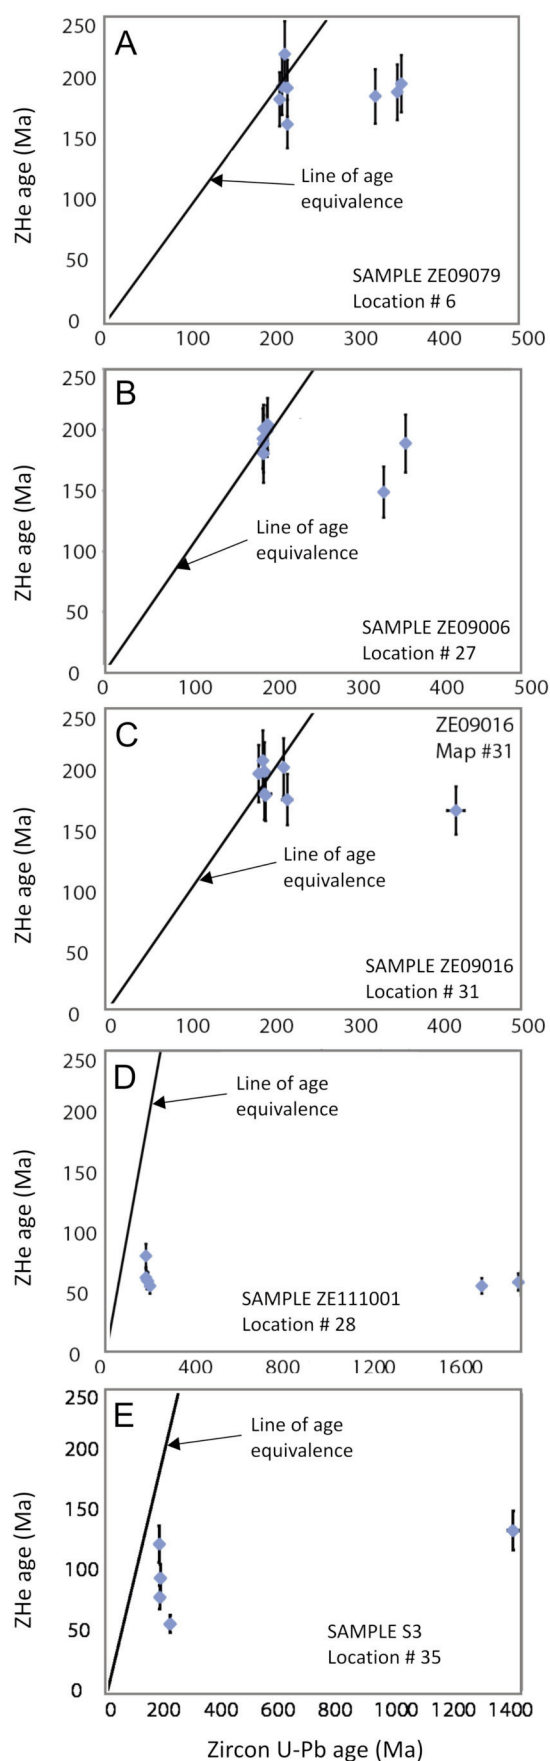 A
250
200
150
100
50
0
ZHe age (Ma)
Line of age
equivalence
SAMPLE ZE09079
Location # 6
0 100 200 300 400 500
B
250
200
150
100
50
0
ZHe age (Ma)
Line of age
equivalence
SAMPLE ZE09006
Location # 27
0 100 200 300 400 500
C
ZE09016
Map #31
250
200
150
100
50
0
ZHe age (Ma)
Line of age
equivalence
SAMPLE ZE09016
Location # 31
0 100 200 300 400 500
D
250
200
150
100
50
0
ZHe age (Ma)
Line of age
equivalence
SAMPLE ZE111001
Location # 28
0 400 800 1200 1600
E
250
200
150
100
50
0
ZHe age (Ma)
Line of age
equivalence
SAMPLE S3
Location # 35
0 200 400 600 800 1000 1200 1400
Zircon U-Pb age (Ma)